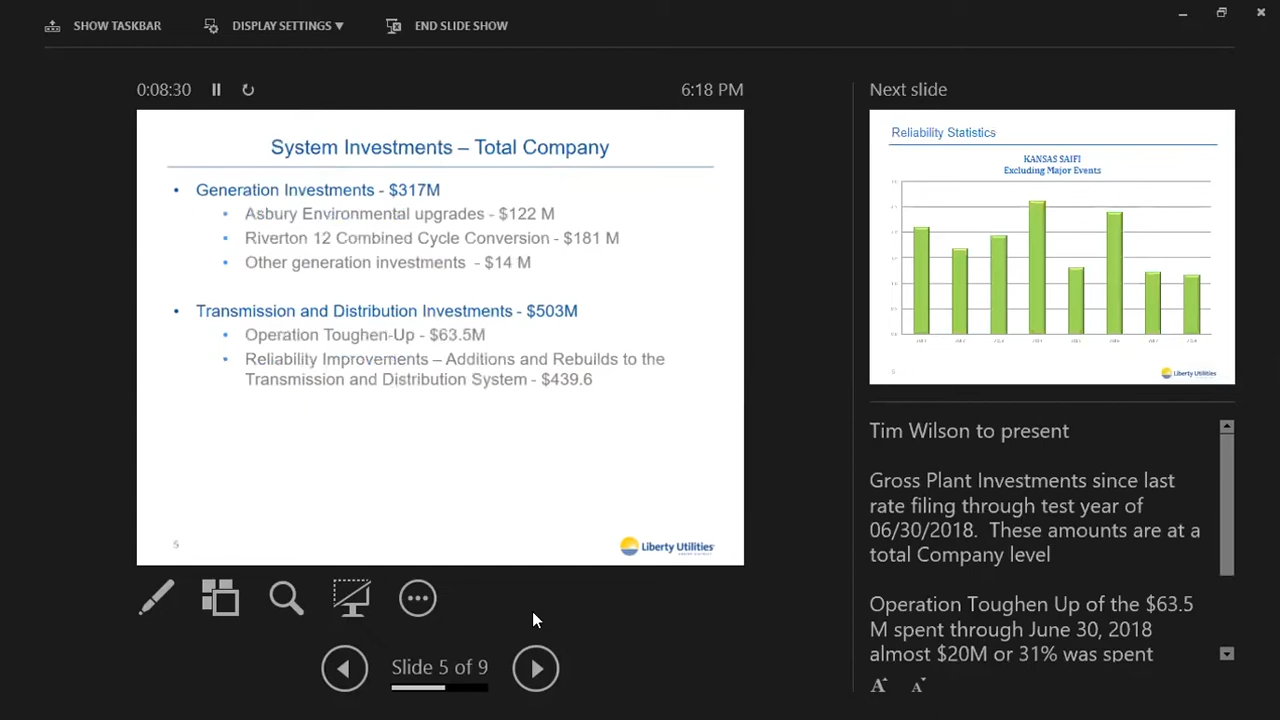 SHOW TASKBAR
DISPLAY SETTINGS ▼
END SLIDE SHOW
0:08:30
6:18 PM
System Investments – Total Company
• Generation Investments - $317M
• Asbury Environmental upgrades - $122 M
• Riverton 12 Combined Cycle Conversion - $181 M
• Other generation investments - $14 M
• Transmission and Distribution Investments - $503M
• Operation Toughen-Up - $63.5M
• Reliability Improvements – Additions and Rebuilds to the
Transmission and Distribution System - $439.6
5
Liberty Utilities
Slide 5 of 9
Next slide
Reliability Statistics
KANSAS SAIFI
Excluding Major Events
Liberty Utilities
Tim Wilson to present
Gross Plant Investments since last
rate filing through test year of
06/30/2018. These amounts are at a
total Company level
Operation Toughen Up of the $63.5
M spent through June 30, 2018
almost $20M or 31% was spent
A A